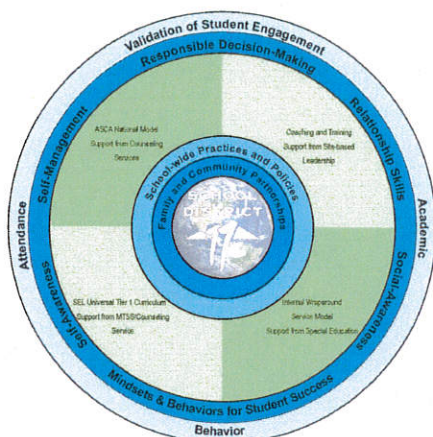 Validation of Student Engagement
Responsible Decision-Making
Self-Management
Relationship Skills
ASCA National Model
Support from Counseling
Services
Coaching and Training
Support from Site-based
Leadership
School-wide Practices and Policies
Family and Community Partnerships
SCHOOL
DISTRICT
Attendance
Academic
SEL Universal Tier 1 Curriculum
Support from MTSS/Counseling
Service
Internal Wraparound
Service Model
Support from Special Education
Self-Awareness
Social-Awareness
Mindsets & Behaviors for Student Success
Behavior